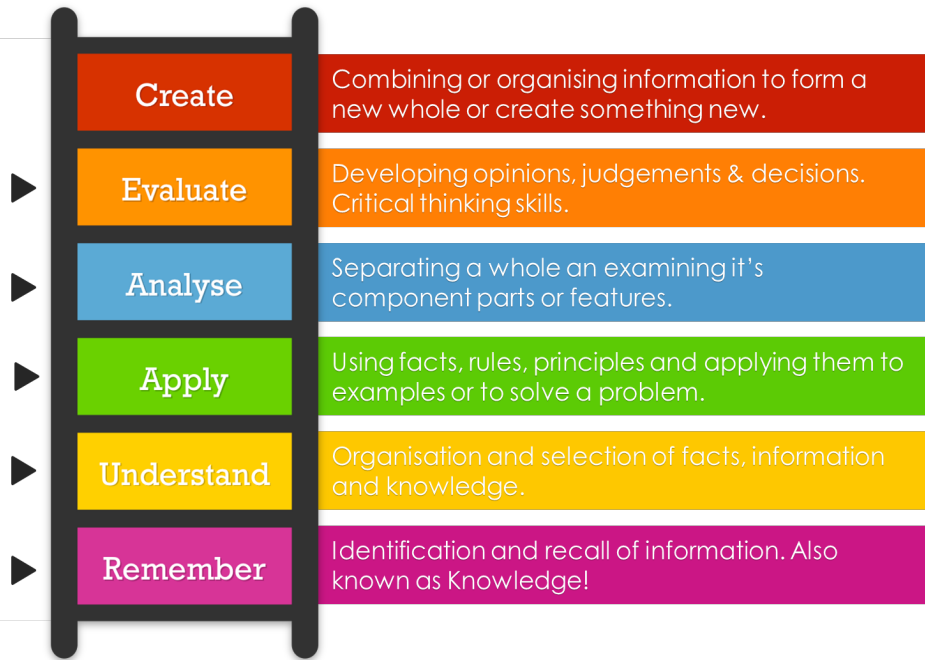 Create
Combining or organising information to form a
new whole or create something new.
Evaluate
Developing opinions, judgements & decisions.
Critical thinking skills.
Analyse
Separating a whole an examining it’s
component parts or features.
Apply
Using facts, rules, principles and applying them to
examples or to solve a problem.
Understand
Organisation and selection of facts, information
and knowledge.
Remember
Identification and recall of information. Also
known as Knowledge!